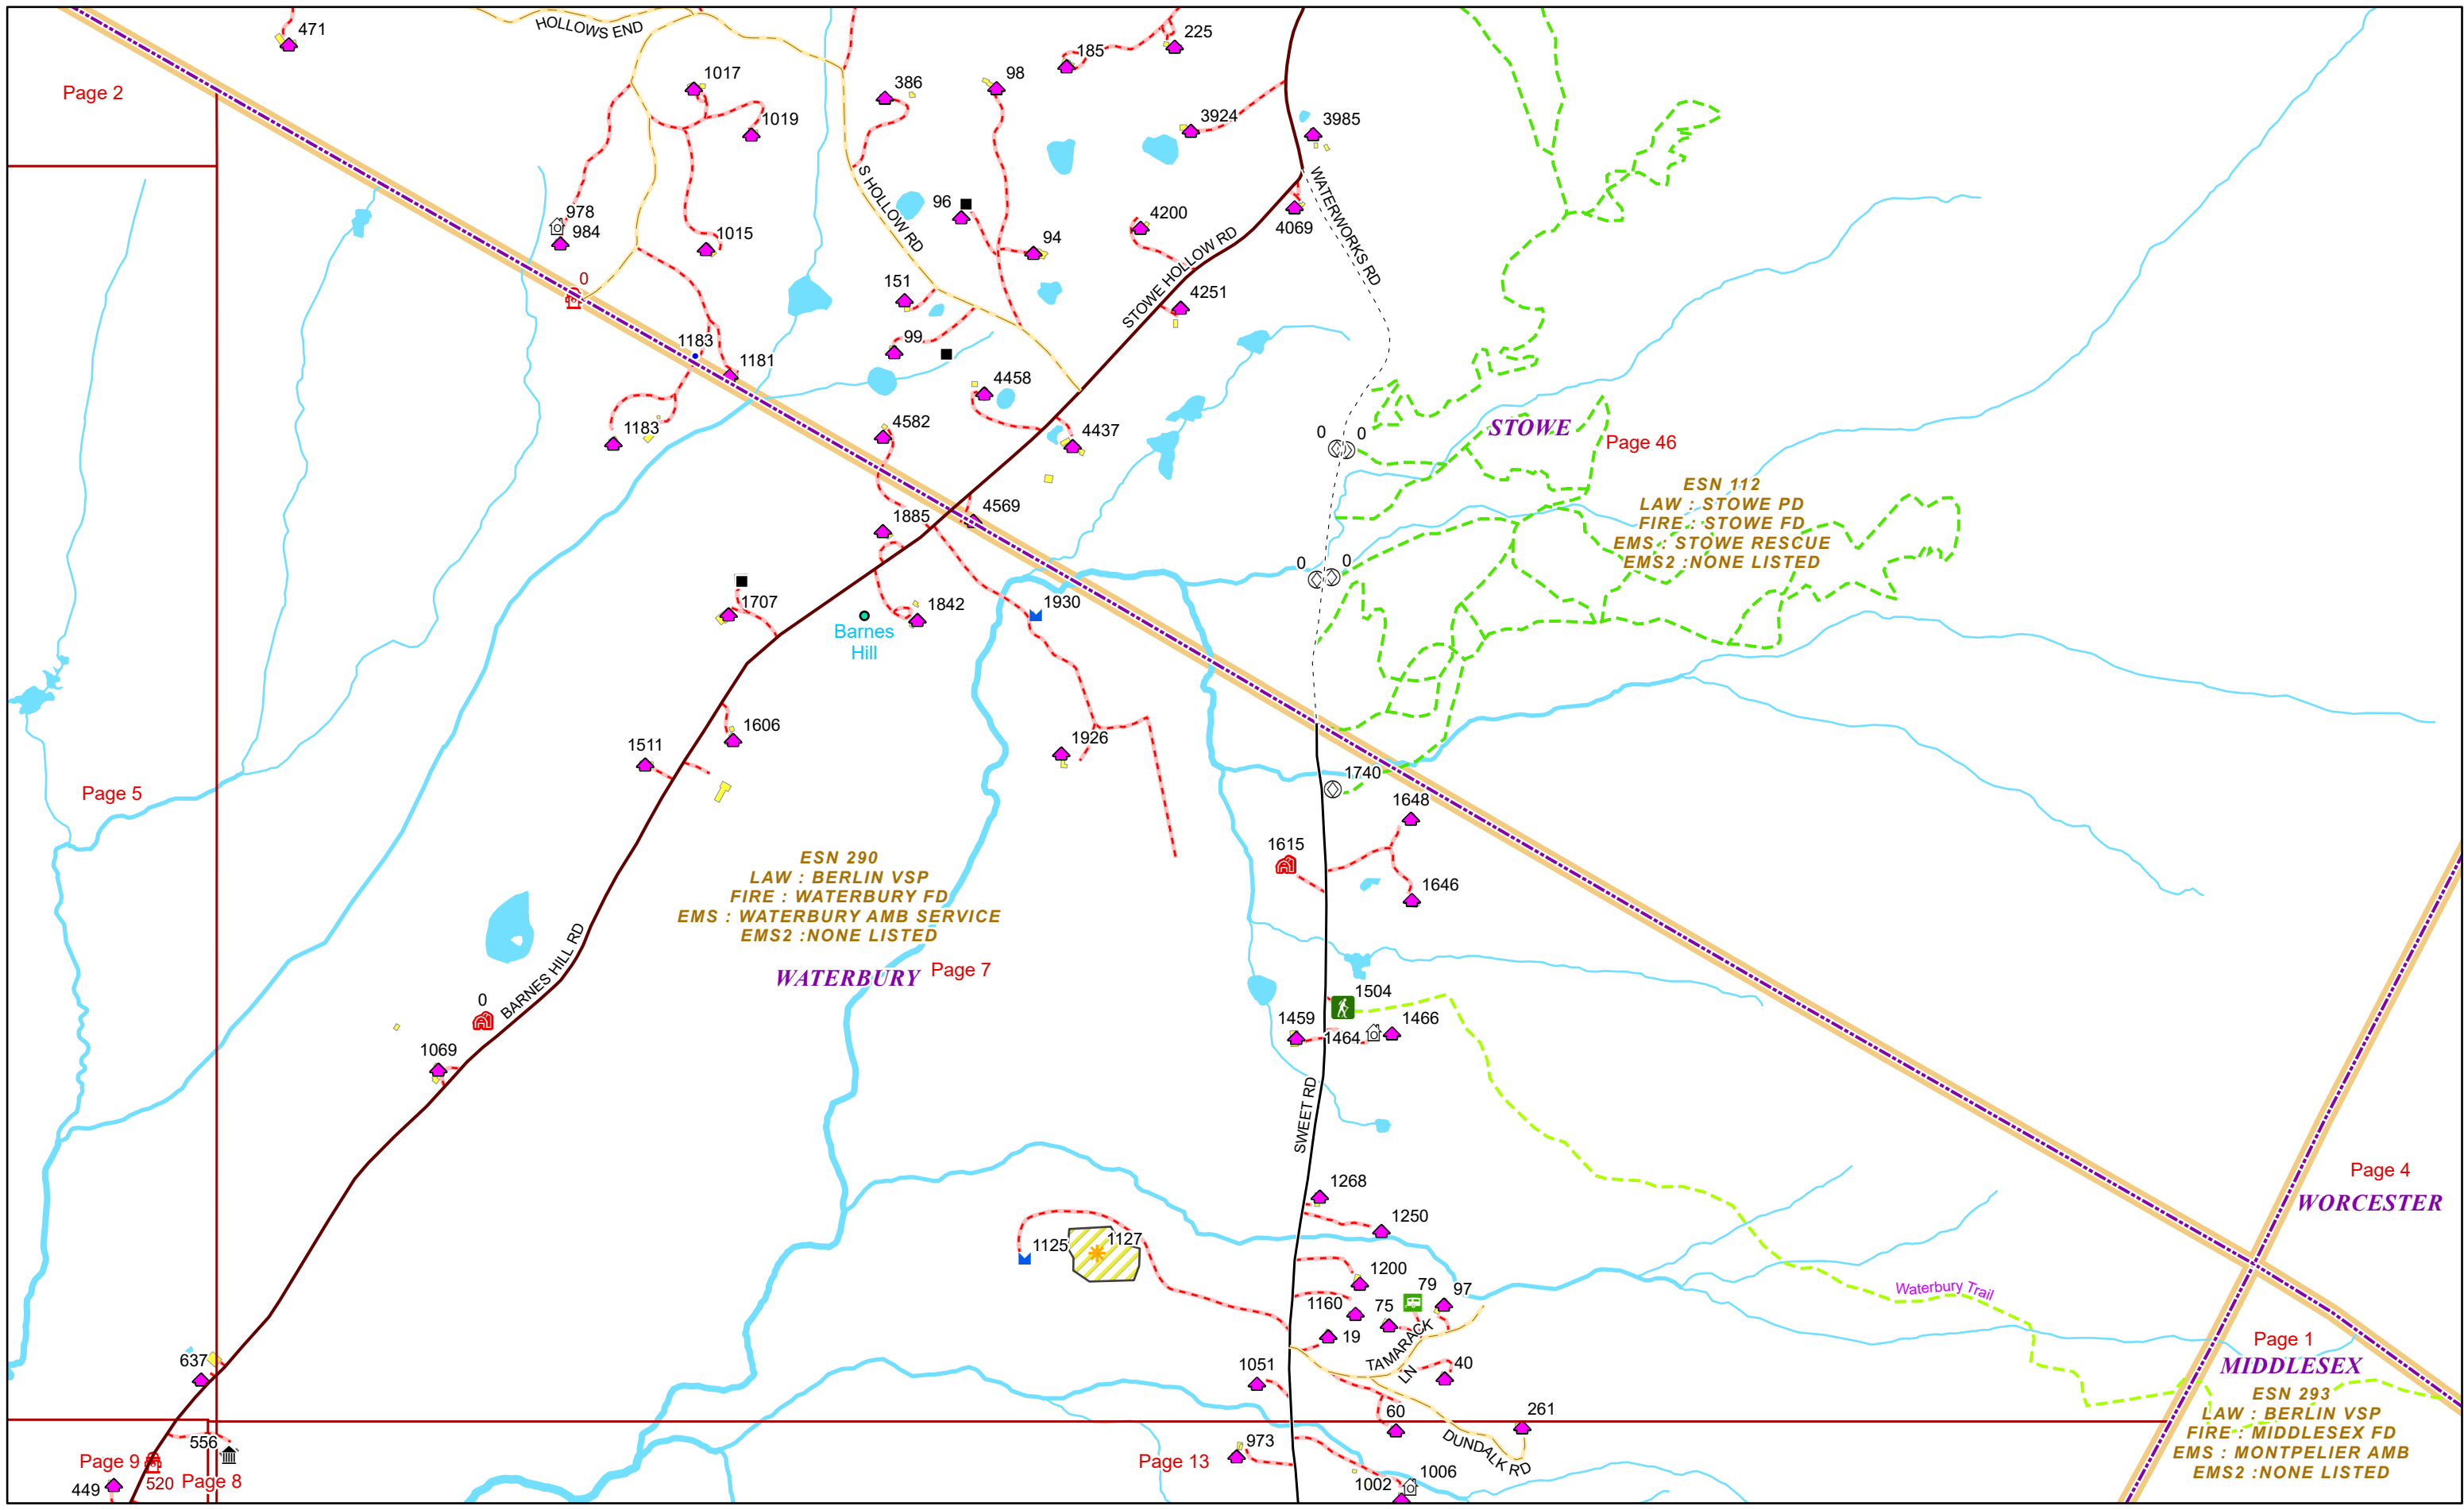 471
HOLLOWS END
185
225
Page 2
1017
386
98
1019
3924
3985
S HOLLOW RD
WATERWORKS RD
978
984
96
4200
4069
1015
94
STOWE HOLLOW RD
0
151
4251
1183
1181
99
4458
1183
4582
4437
0
0
STOWE
Page 46
ESN 112
LAW : STOWE PD
FIRE : STOWE FD
EMS : STOWE RESCUE
EMS2 :NONE LISTED
4569
1885
0
0
1707
1842
1930
Barnes
Hill
1606
1511
1926
1740
Page 5
1648
1615
1646
ESN 290
LAW : BERLIN VSP
FIRE : WATERBURY FD
EMS : WATERBURY AMB SERVICE
EMS2 :NONE LISTED
WATERBURY
Page 7
BARNES HILL RD
0
1504
1459
1464
1466
1069
SWEET RD
Page 4
WORCESTER
1268
1250
1125
1127
1200
79
97
1160
75
19
Waterbury Trail
TAMARACK
LN
Page 1
MIDDLESEX
637
1051
40
ESN 293
LAW : BERLIN VSP
FIRE : MIDDLESEX FD
EMS : MONTPELIER AMB
EMS2 :NONE LISTED
60
261
556
973
DUNDALK RD
Page 9
Page 13
520
Page 8
449
1002
1006